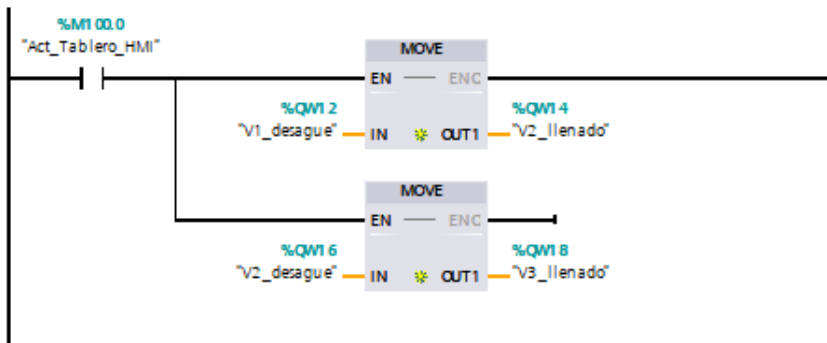 %M100.0
"Act_Tablero_HMI"
MOVE
EN ENO
%QW12 %QW14
"V1_desague" IN OUT1 "V2_llenado"
MOVE
EN ENO
%QW16 %QW18
"V2_desague" IN OUT1 "V3_llenado"